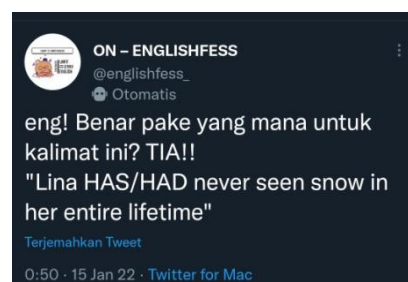 ON – ENGLISHFESS
@englishfess_
Otomatis
eng! Benar pake yang mana untuk
kalimat ini? TIA!!
"Lina HAS/HAD never seen snow in
her entire lifetime"
Terjemahkan Tweet
0:50 · 15 Jan 22 · Twitter for Mac